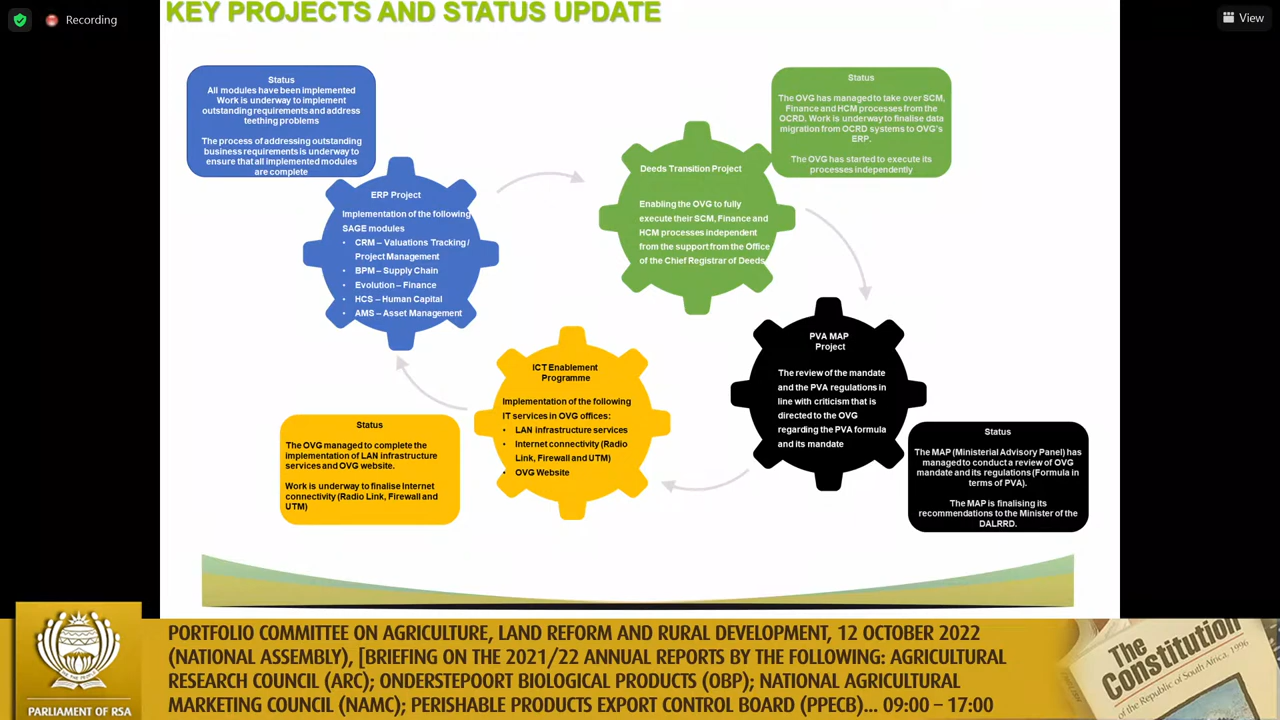 Recording
View
KEY PROJECTS AND STATUS UPDATE
Status
All modules have been implemented
Work is underway to implement
outstanding requirements and address
teething problems
The process of addressing outstanding
business requirements is underway to
ensure that all implemented modules
are complete
ERP Project
Implementation of the following
SAGE modules
• CRM – Valuations Tracking /
Project Management
• BPM – Supply Chain
• Evolution – Finance
• HCS – Human Capital
• AMS – Asset Management
Deeds Transition Project
Enabling the OVG to fully
execute their SCM, Finance and
HCM processes independent
from the support from the Office
of the Chief Registrar of Deeds
Status
The OVG has managed to take over SCM,
Finance and HCM processes from the
OCRD. Work is underway to finalise data
migration from OCRD systems to OVG's
ERP.
The OVG has started to execute its
processes independently
PVA MAP
Project
The review of the mandate
and the PVA regulations in
line with criticism that is
directed to the OVG
regarding the PVA formula
and its mandate
Status
The MAP (Ministerial Advisory Panel) has
managed to conduct a review of OVG
mandate and its regulations (Formula in
terms of PVA).
The MAP is finalising its
recommendations to the Minister of the
DALRRD.
ICT Enablement
Programme
Implementation of the following
IT services in OVG offices:
• LAN infrastructure services
• Internet connectivity (Radio
Link, Firewall and UTM)
• OVG Website
Status
The OVG managed to complete the
implementation of LAN infrastructure
services and OVG website.
Work is underway to finalise Internet
connectivity (Radio Link, Firewall and
UTM)
PARLIAMENT OF RSA
PORTFOLIO COMMITTEE ON AGRICULTURE, LAND REFORM AND RURAL DEVELOPMENT, 12 OCTOBER 2022
(NATIONAL ASSEMBLY), [BRIEFING ON THE 2021/22 ANNUAL REPORTS BY THE FOLLOWING: AGRICULTURAL
RESEARCH COUNCIL (ARC); ONDERSTEPOORT BIOLOGICAL PRODUCTS (OBP); NATIONAL AGRICULTURAL
MARKETING COUNCIL (NAMC); PERISHABLE PRODUCTS EXPORT CONTROL BOARD (PPECB)... 09:00 – 17:00
The
Constitution
of the Republic of South Africa, 1996